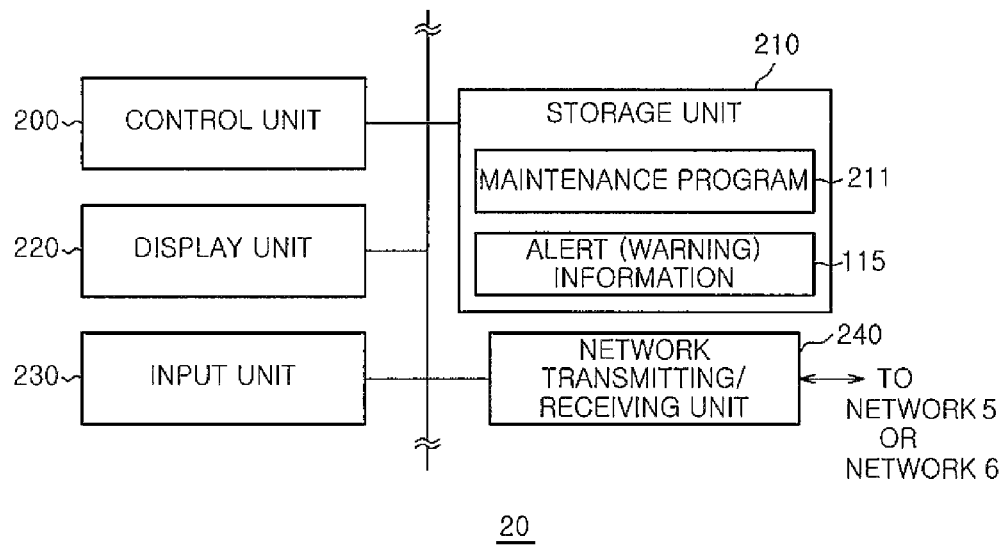 210
200
CONTROL UNIT
STORAGE UNIT
MAINTENANCE PROGRAM
211
220
DISPLAY UNIT
ALERT (WARNING)
INFORMATION
115
230
INPUT UNIT
NETWORK
TRANSMITTING/
RECEIVING UNIT
240
TO
NETWORK 5
OR
NETWORK 6
20